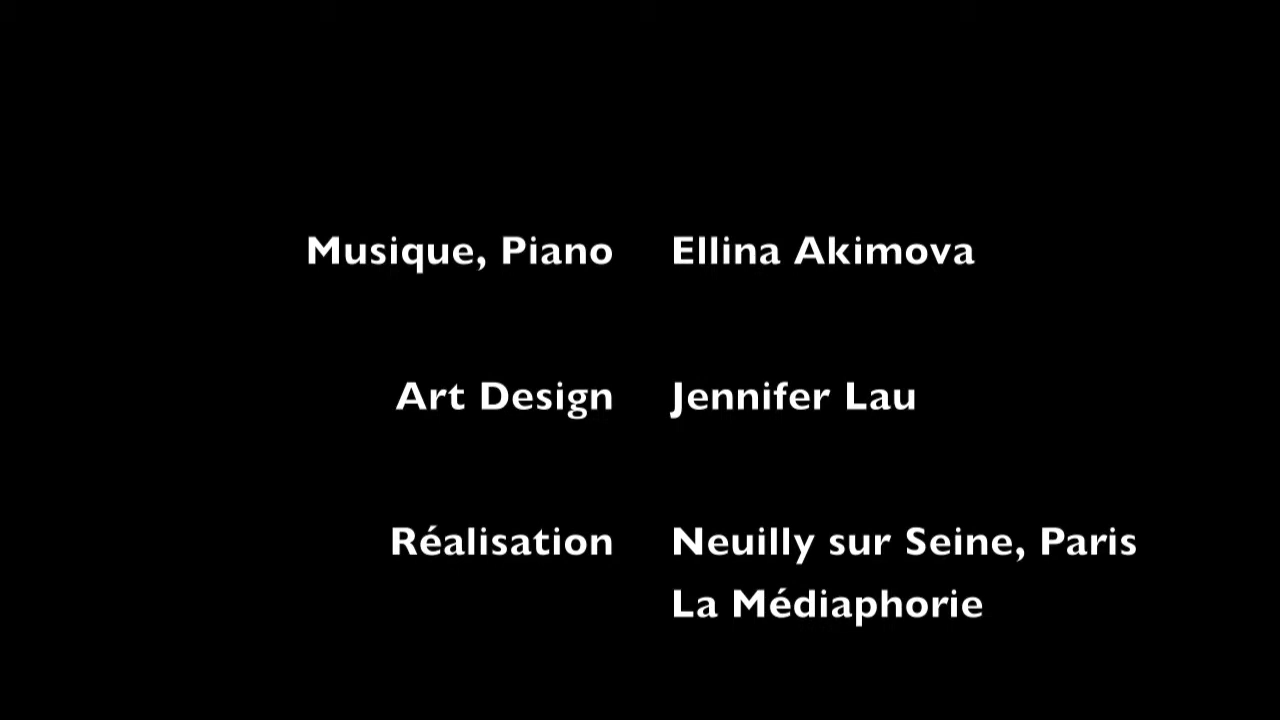 Musique, Piano Ellina Akimova
Art Design Jennifer Lau
Réalisation Neuilly sur Seine, Paris
La Médiaphorie